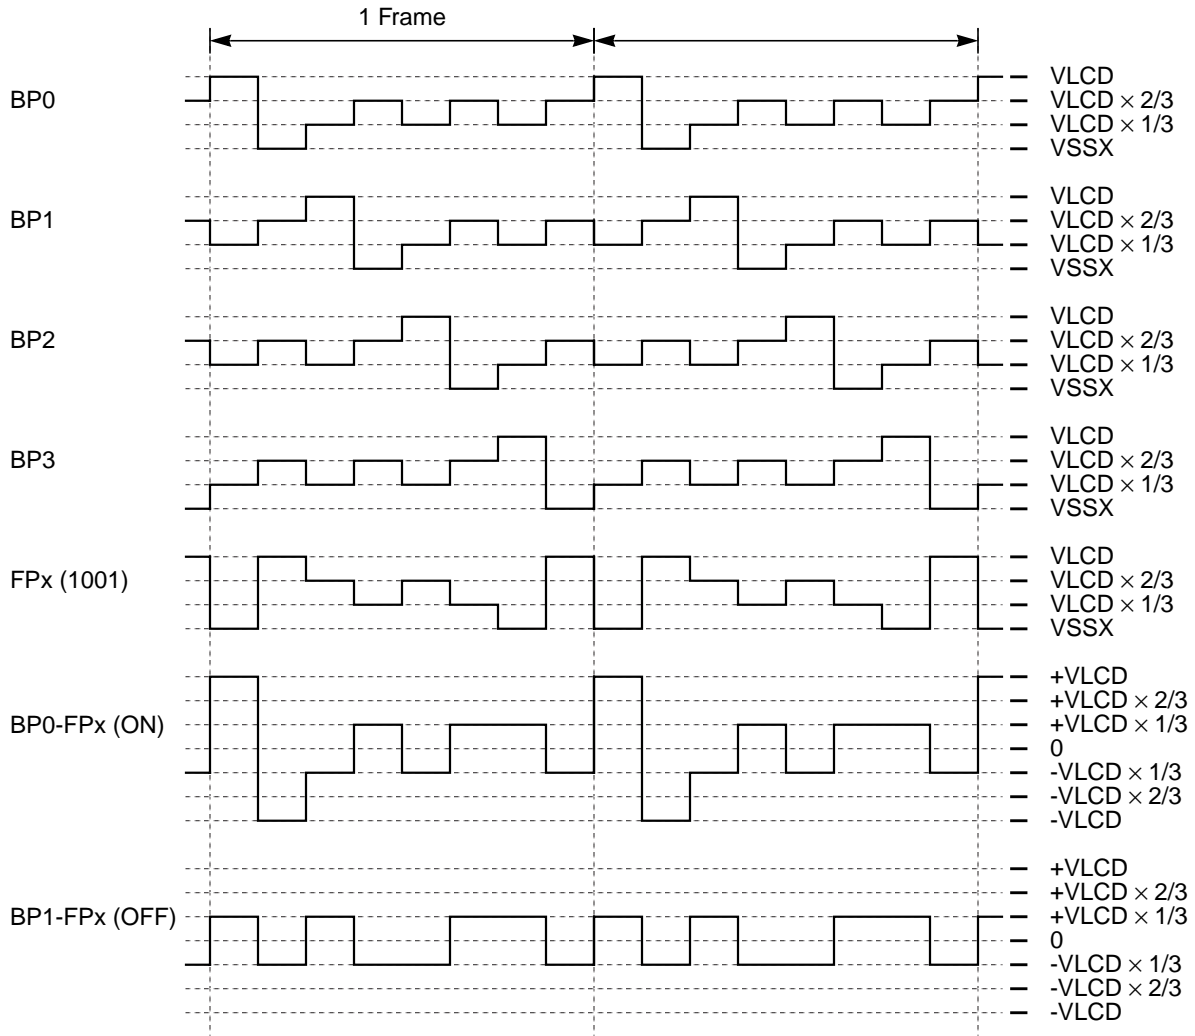 1 Frame
BP0
VLCD
VLCD × 2/3
VLCD × 1/3
VSSX
BP1
VLCD
VLCD × 2/3
VLCD × 1/3
VSSX
BP2
VLCD
VLCD × 2/3
VLCD × 1/3
VSSX
BP3
VLCD
VLCD × 2/3
VLCD × 1/3
VSSX
FPx (1001)
VLCD
VLCD × 2/3
VLCD × 1/3
VSSX
BP0-FPx (ON)
+VLCD
+VLCD × 2/3
+VLCD × 1/3
0
-VLCD × 1/3
-VLCD × 2/3
-VLCD
BP1-FPx (OFF)
+VLCD
+VLCD × 2/3
+VLCD × 1/3
0
-VLCD × 1/3
-VLCD × 2/3
-VLCD